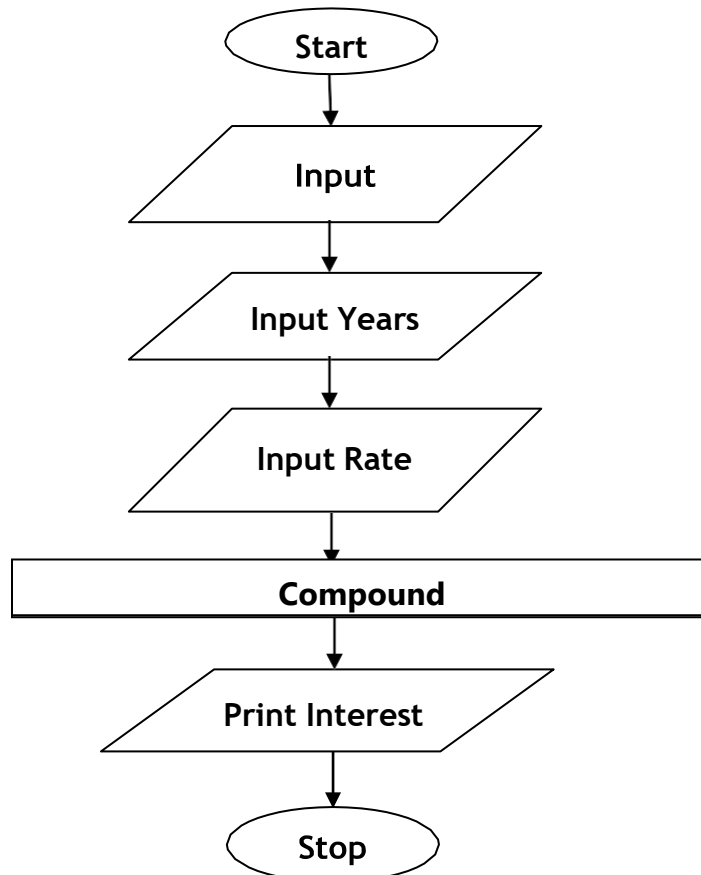 Start
Input
Input Years
Input Rate
Compound
Print Interest
Stop